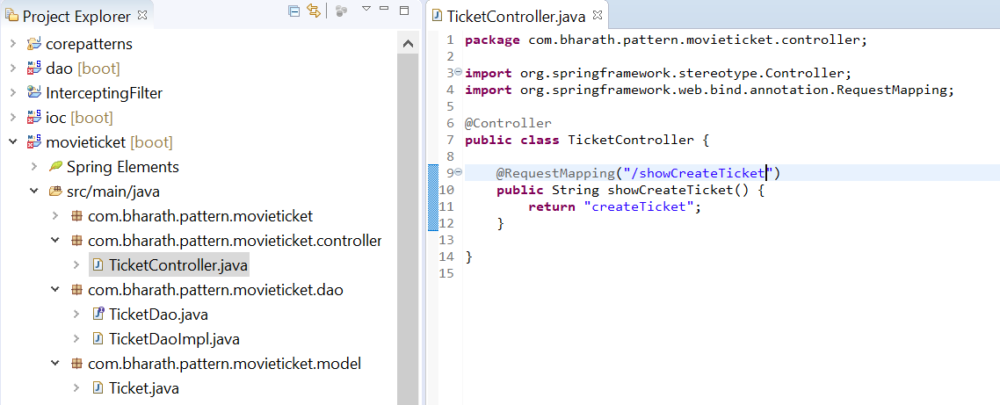 Project Explorer
corepatterns
dao [boot]
InterceptingFilter
ioc [boot]
movieticket [boot]
Spring Elements
src/main/java
com.bharath.pattern.movieticket
com.bharath.pattern.movieticket.controller
TicketController.java
com.bharath.pattern.movieticket.dao
TicketDao.java
TicketDaoImpl.java
com.bharath.pattern.movieticket.model
Ticket.java
TicketController.java
1 package com.bharath.pattern.movieticket.controller;
2
3 import org.springframework.stereotype.Controller;
4 import org.springframework.web.bind.annotation.RequestMapping;
5
6 @Controller
7 public class TicketController {
8
9     @RequestMapping("/showCreateTicket")
10     public String showCreateTicket() {
11         return "createTicket";
12     }
13
14 }
15